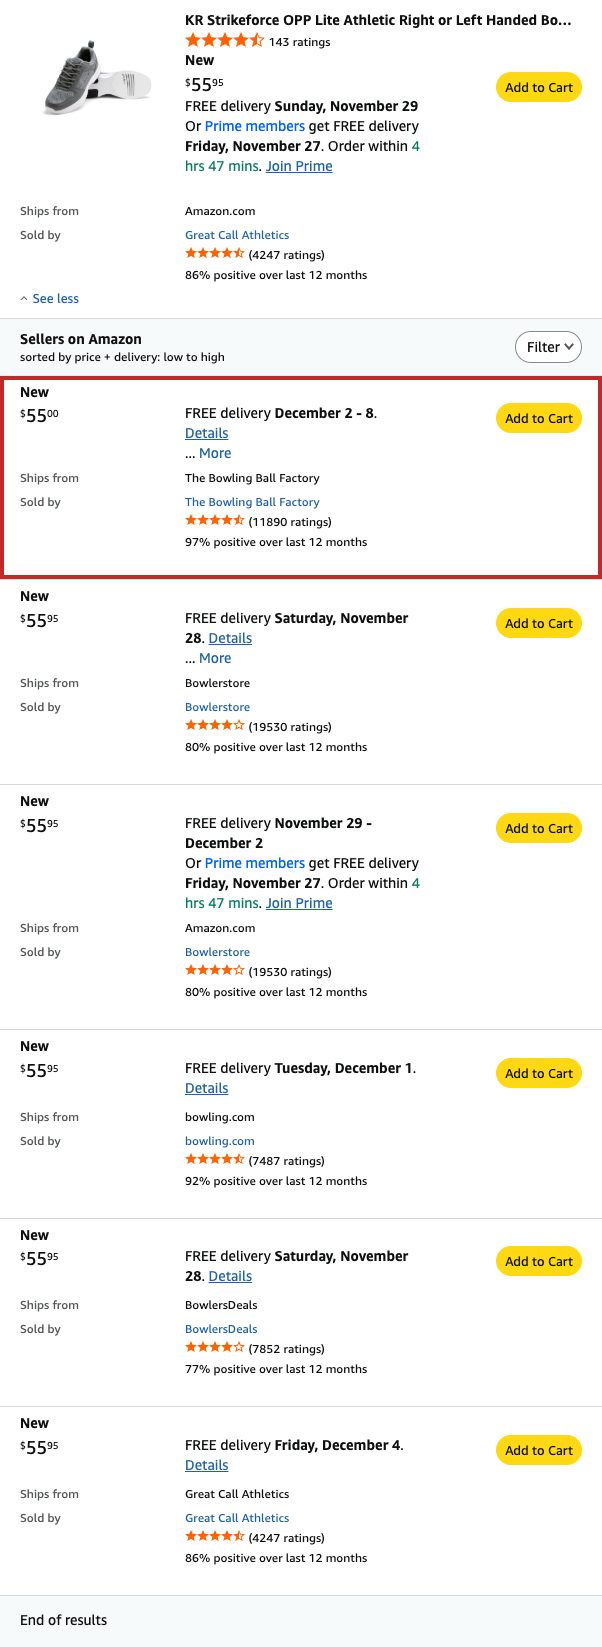 KR Strikeforce OPP Lite Athletic Right or Left Handed Bo...
143 ratings
New
$55 95
Add to Cart
FREE delivery Sunday, November 29
Or Prime members get FREE delivery
Friday, November 27. Order within 4
hrs 47 mins. Join Prime
Ships from Amazon.com
Sold by Great Call Athletics
(4247 ratings)
86% positive over last 12 months
See less
Sellers on Amazon
sorted by price + delivery: low to high
Filter
New
$55 00
FREE delivery December 2 - 8.
Add to Cart
Details
... More
Ships from The Bowling Ball Factory
Sold by The Bowling Ball Factory
(11890 ratings)
97% positive over last 12 months
New
$55 95
FREE delivery Saturday, November
28. Details
Add to Cart
... More
Ships from Bowlerstore
Sold by Bowlerstore
(19530 ratings)
80% positive over last 12 months
New
$55 95
FREE delivery November 29 -
December 2
Add to Cart
Or Prime members get FREE delivery
Friday, November 27. Order within 4
hrs 47 mins. Join Prime
Ships from Amazon.com
Sold by Bowlerstore
(19530 ratings)
80% positive over last 12 months
New
$55 95
FREE delivery Tuesday, December 1.
Add to Cart
Details
Ships from bowling.com
Sold by bowling.com
(7487 ratings)
92% positive over last 12 months
New
$55 95
FREE delivery Saturday, November
28. Details
Add to Cart
Ships from BowlersDeals
Sold by BowlersDeals
(7852 ratings)
77% positive over last 12 months
New
$55 95
FREE delivery Friday, December 4.
Add to Cart
Details
Ships from Great Call Athletics
Sold by Great Call Athletics
(4247 ratings)
86% positive over last 12 months
End of results